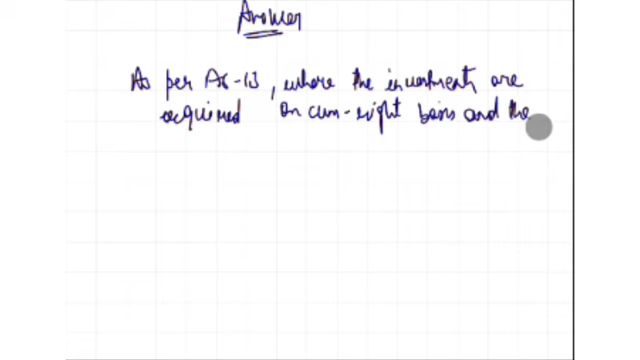 Answer
As per AS-13, where the investments are
acquired on cum-right basis and the